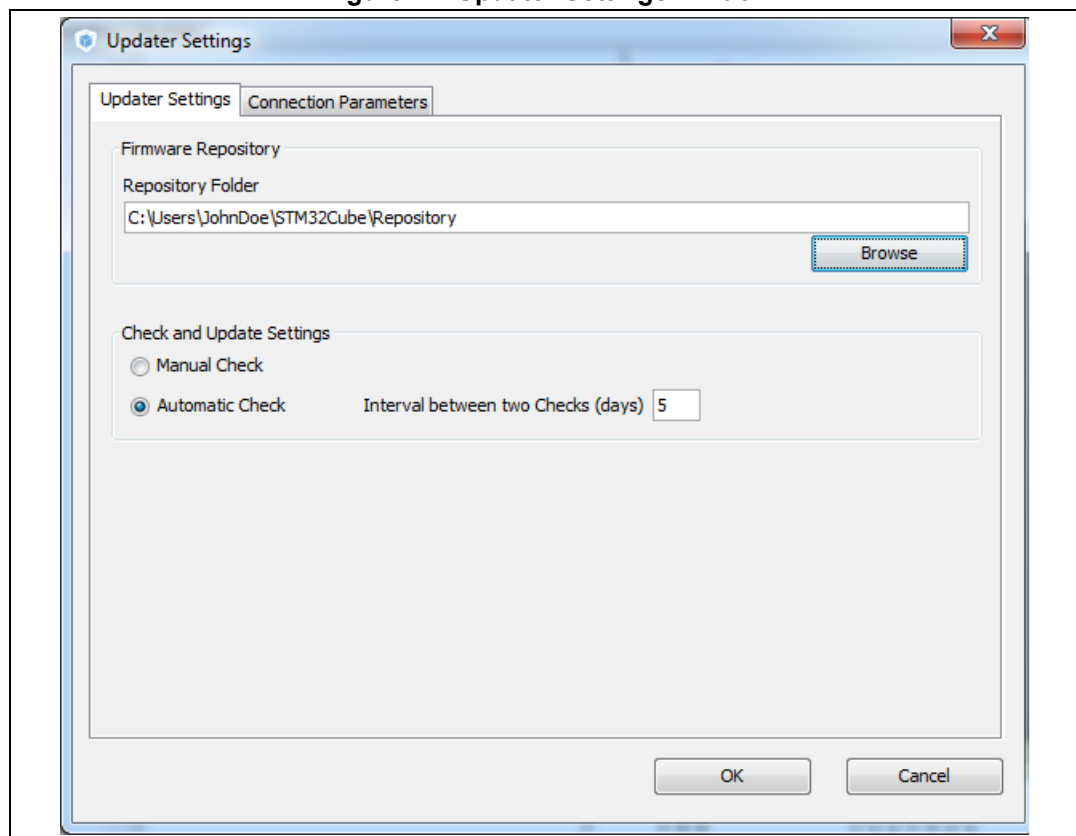 Updater Settings
Updater Settings Connection Parameters
Firmware Repository
Repository Folder
C:\Users\JohnDoe\STM32Cube\Repository
Browse
Check and Update Settings
Manual Check
Automatic Check Interval between two Checks (days) 5
OK Cancel